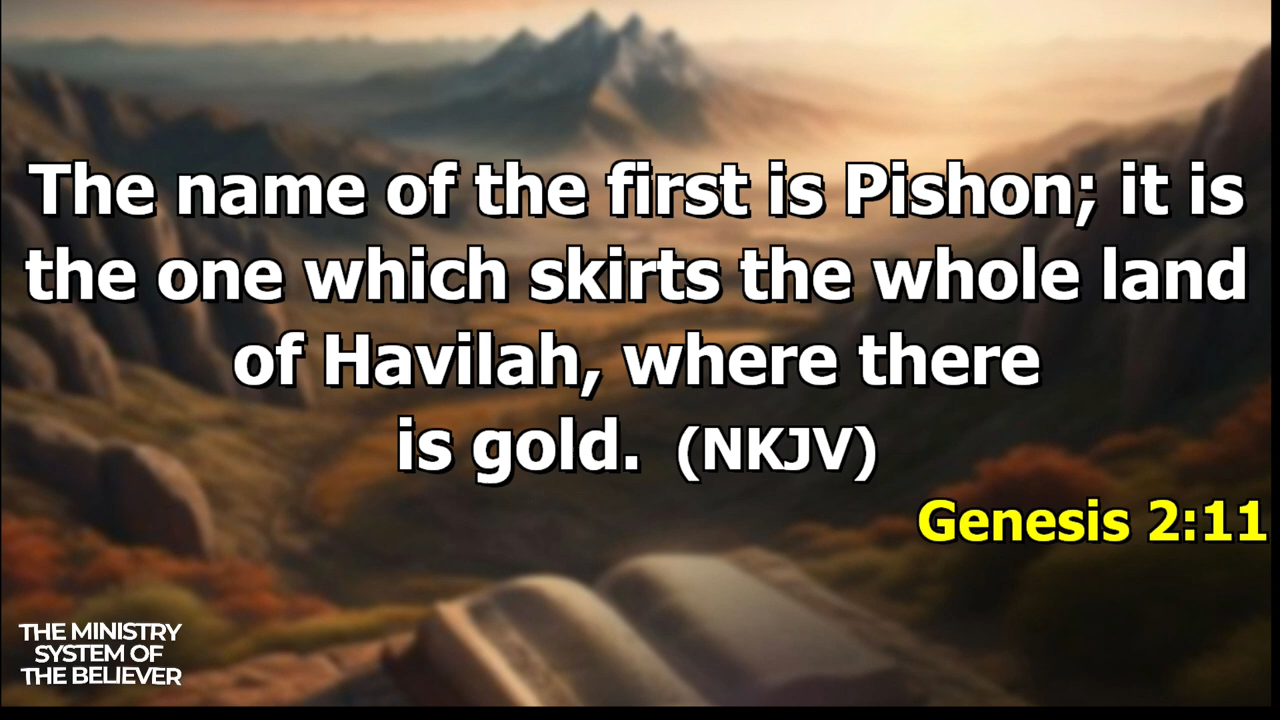 The name of the first is Pishon; it is
the one which skirts the whole land
of Havilah, where there
is gold. (NKJV)
Genesis 2:11
THE MINISTRY
SYSTEM OF
THE BELIEVER